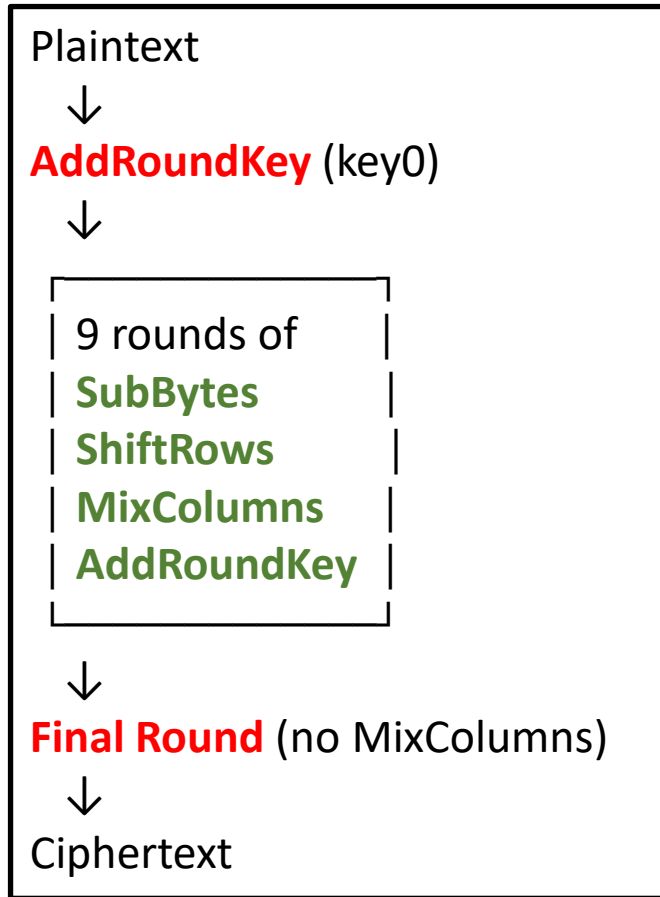 Plaintext
↓
AddRoundKey (key0)
↓
┌─────────────┐
│ 9 rounds of │
│ SubBytes │
│ ShiftRows │
│ MixColumns │
│ AddRoundKey │
└─────────────┘
↓
Final Round (no MixColumns)
↓
Ciphertext